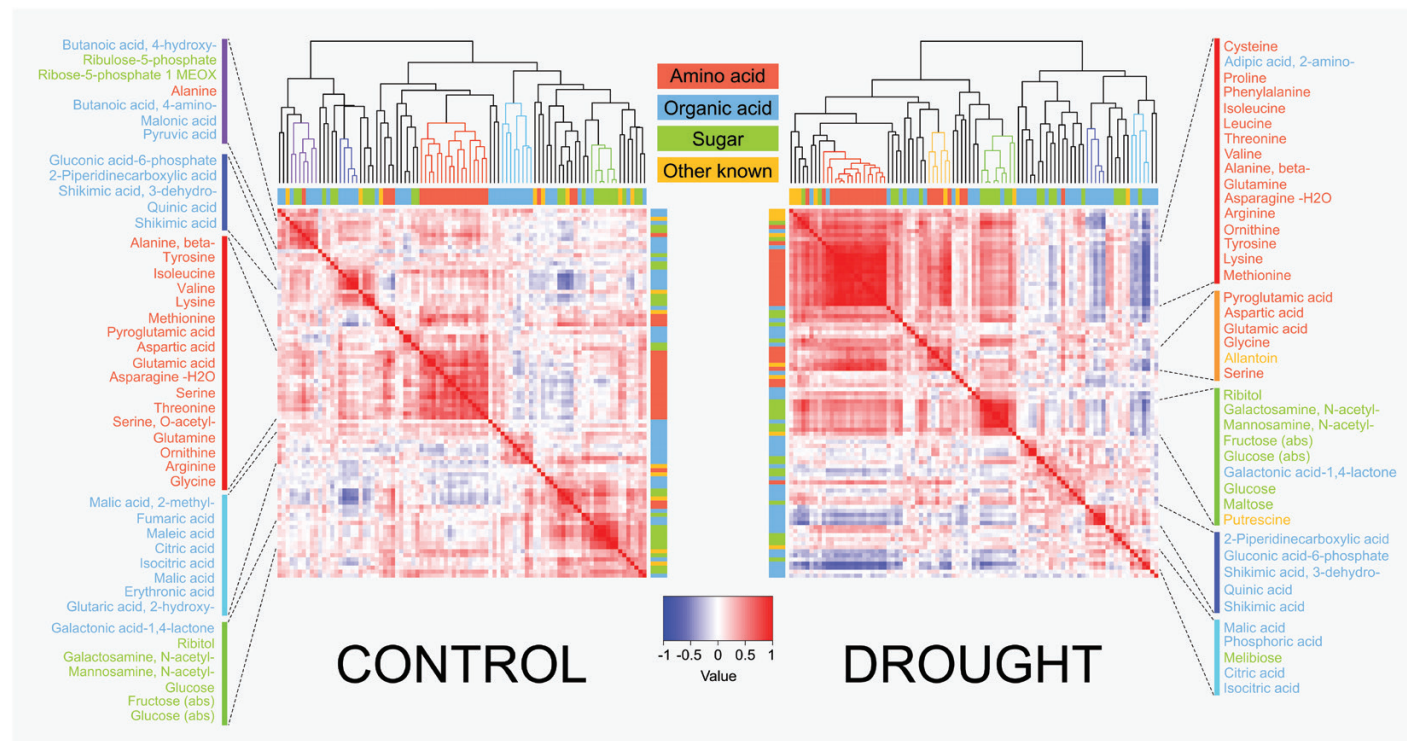 Butanoic acid, 4-hydroxy-
Ribulose-5-phosphate
Ribose-5-phosphate 1 MEOX
Alanine
Butanoic acid, 4-amino-
Malonic acid
Pyruvic acid
Gluconic acid-6-phosphate
2-Piperidinecarboxylic acid
Shikimic acid, 3-dehydro-
Quinic acid
Shikimic acid
Alanine, beta-
Tyrosine
Isoleucine
Valine
Lysine
Methionine
Pyroglutamic acid
Aspartic acid
Glutamic acid
Asparagine -H2O
Serine
Threonine
Serine, O-acetyl-
Glutamine
Ornithine
Arginine
Glycine
Malic acid, 2-methyl-
Fumaric acid
Maleic acid
Citric acid
Isocitric acid
Malic acid
Erythronic acid
Glutaric acid, 2-hydroxy-
Galactonic acid-1,4-lactone
Ribitol
Galactosamine, N-acetyl-
Mannosamine, N-acetyl-
Glucose
Fructose (abs)
Glucose (abs)
Amino acid
Organic acid
Sugar
Other known
-1 -0.5 0 0.5 1
Value
CONTROL
DROUGHT
Cysteine
Adipic acid, 2-amino-
Proline
Phenylalanine
Isoleucine
Leucine
Threonine
Valine
Alanine, beta-
Glutamine
Asparagine -H2O
Arginine
Ornithine
Tyrosine
Lysine
Methionine
Pyroglutamic acid
Aspartic acid
Glutamic acid
Glycine
Allantoin
Serine
Ribitol
Galactosamine, N-acetyl-
Mannosamine, N-acetyl-
Fructose (abs)
Glucose (abs)
Galactonic acid-1,4-lactone
Glucose
Maltose
Putrescine
2-Piperidinecarboxylic acid
Gluconic acid-6-phosphate
Shikimic acid, 3-dehydro-
Quinic acid
Shikimic acid
Malic acid
Phosphoric acid
Melibiose
Citric acid
Isocitric acid